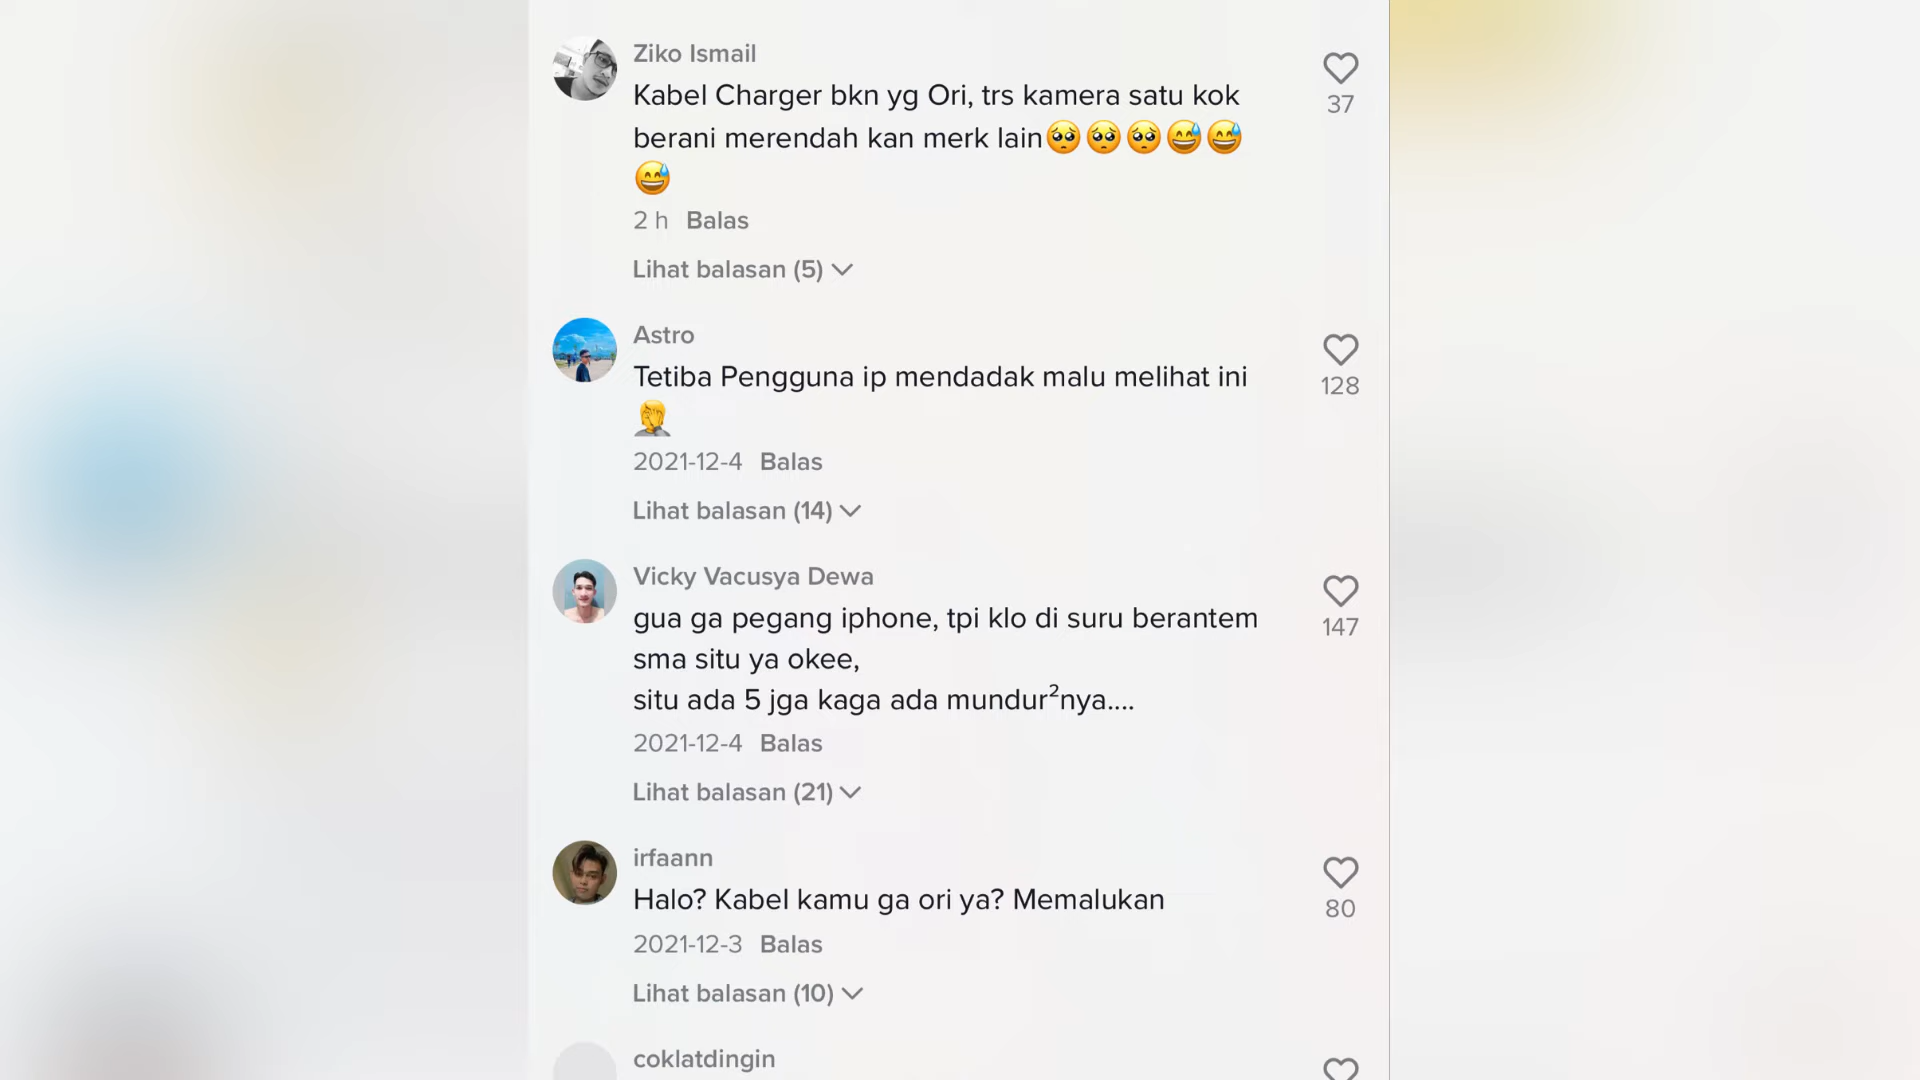 Ziko Ismail
Kabel Charger bkn yg Ori, trs kamera satu kok
berani merendah kan merk lain🥺🥺🥺😅😅
😅
37
2 h Balas
Lihat balasan (5)
Astro
Tetiba Pengguna ip mendadak malu melihat ini
🤦
128
2021-12-4 Balas
Lihat balasan (14)
Vicky Vacusya Dewa
gua ga pegang iphone, tpi klo di suru berantem
sma situ ya okee,
situ ada 5 jga kaga ada mundur²nya....
147
2021-12-4 Balas
Lihat balasan (21)
irfaann
Halo? Kabel kamu ga ori ya? Memalukan
80
2021-12-3 Balas
Lihat balasan (10)
coklatdingin